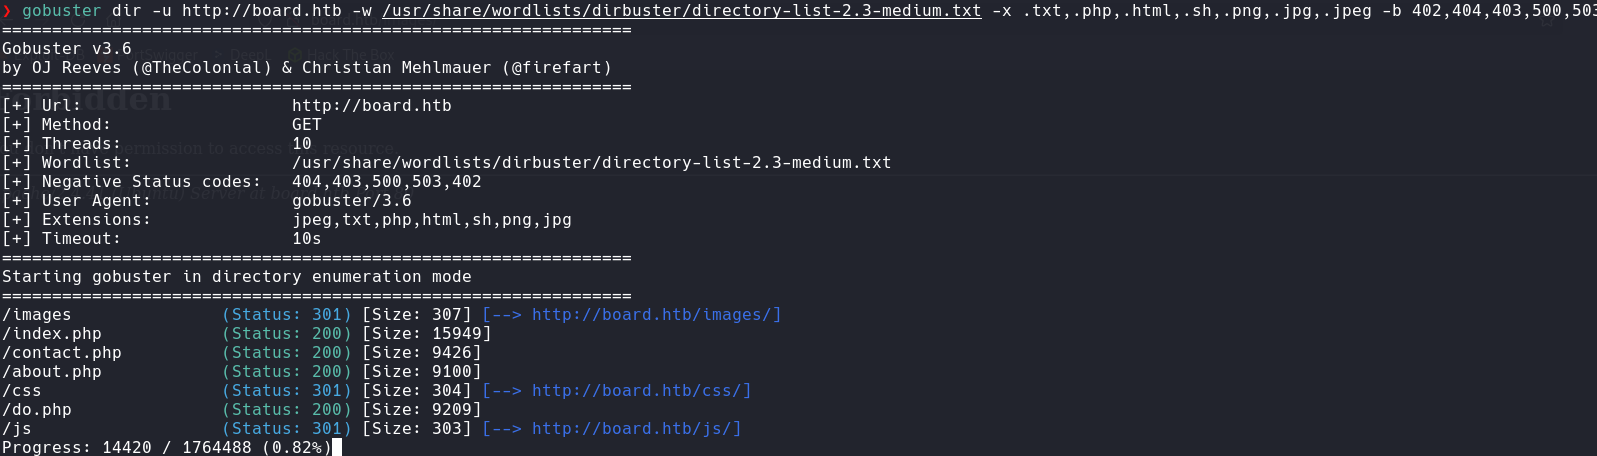 ❯ gobuster dir -u http://board.htb -w /usr/share/wordlists/dirbuster/directory-list-2.3-medium.txt -x .txt,.php,.html,.sh,.png,.jpg,.jpeg -b 402,404,403,500,503
===============================================================
Gobuster v3.6
by OJ Reeves (@TheColonial) & Christian Mehlmauer (@firefart)
===============================================================
[+] Url:                     http://board.htb
[+] Method:                  GET
[+] Threads:                 10
[+] Wordlist:                /usr/share/wordlists/dirbuster/directory-list-2.3-medium.txt
[+] Negative Status codes:   404,403,500,503,402
[+] User Agent:              gobuster/3.6
[+] Extensions:              jpeg,txt,php,html,sh,png,jpg
[+] Timeout:                 10s
===============================================================
Starting gobuster in directory enumeration mode
===============================================================
/images               (Status: 301) [Size: 307] [--> http://board.htb/images/]
/index.php            (Status: 200) [Size: 15949]
/contact.php          (Status: 200) [Size: 9426]
/about.php            (Status: 200) [Size: 9100]
/css                  (Status: 301) [Size: 304] [--> http://board.htb/css/]
/do.php               (Status: 200) [Size: 9209]
/js                   (Status: 301) [Size: 303] [--> http://board.htb/js/]
Progress: 14420 / 1764488 (0.82%)